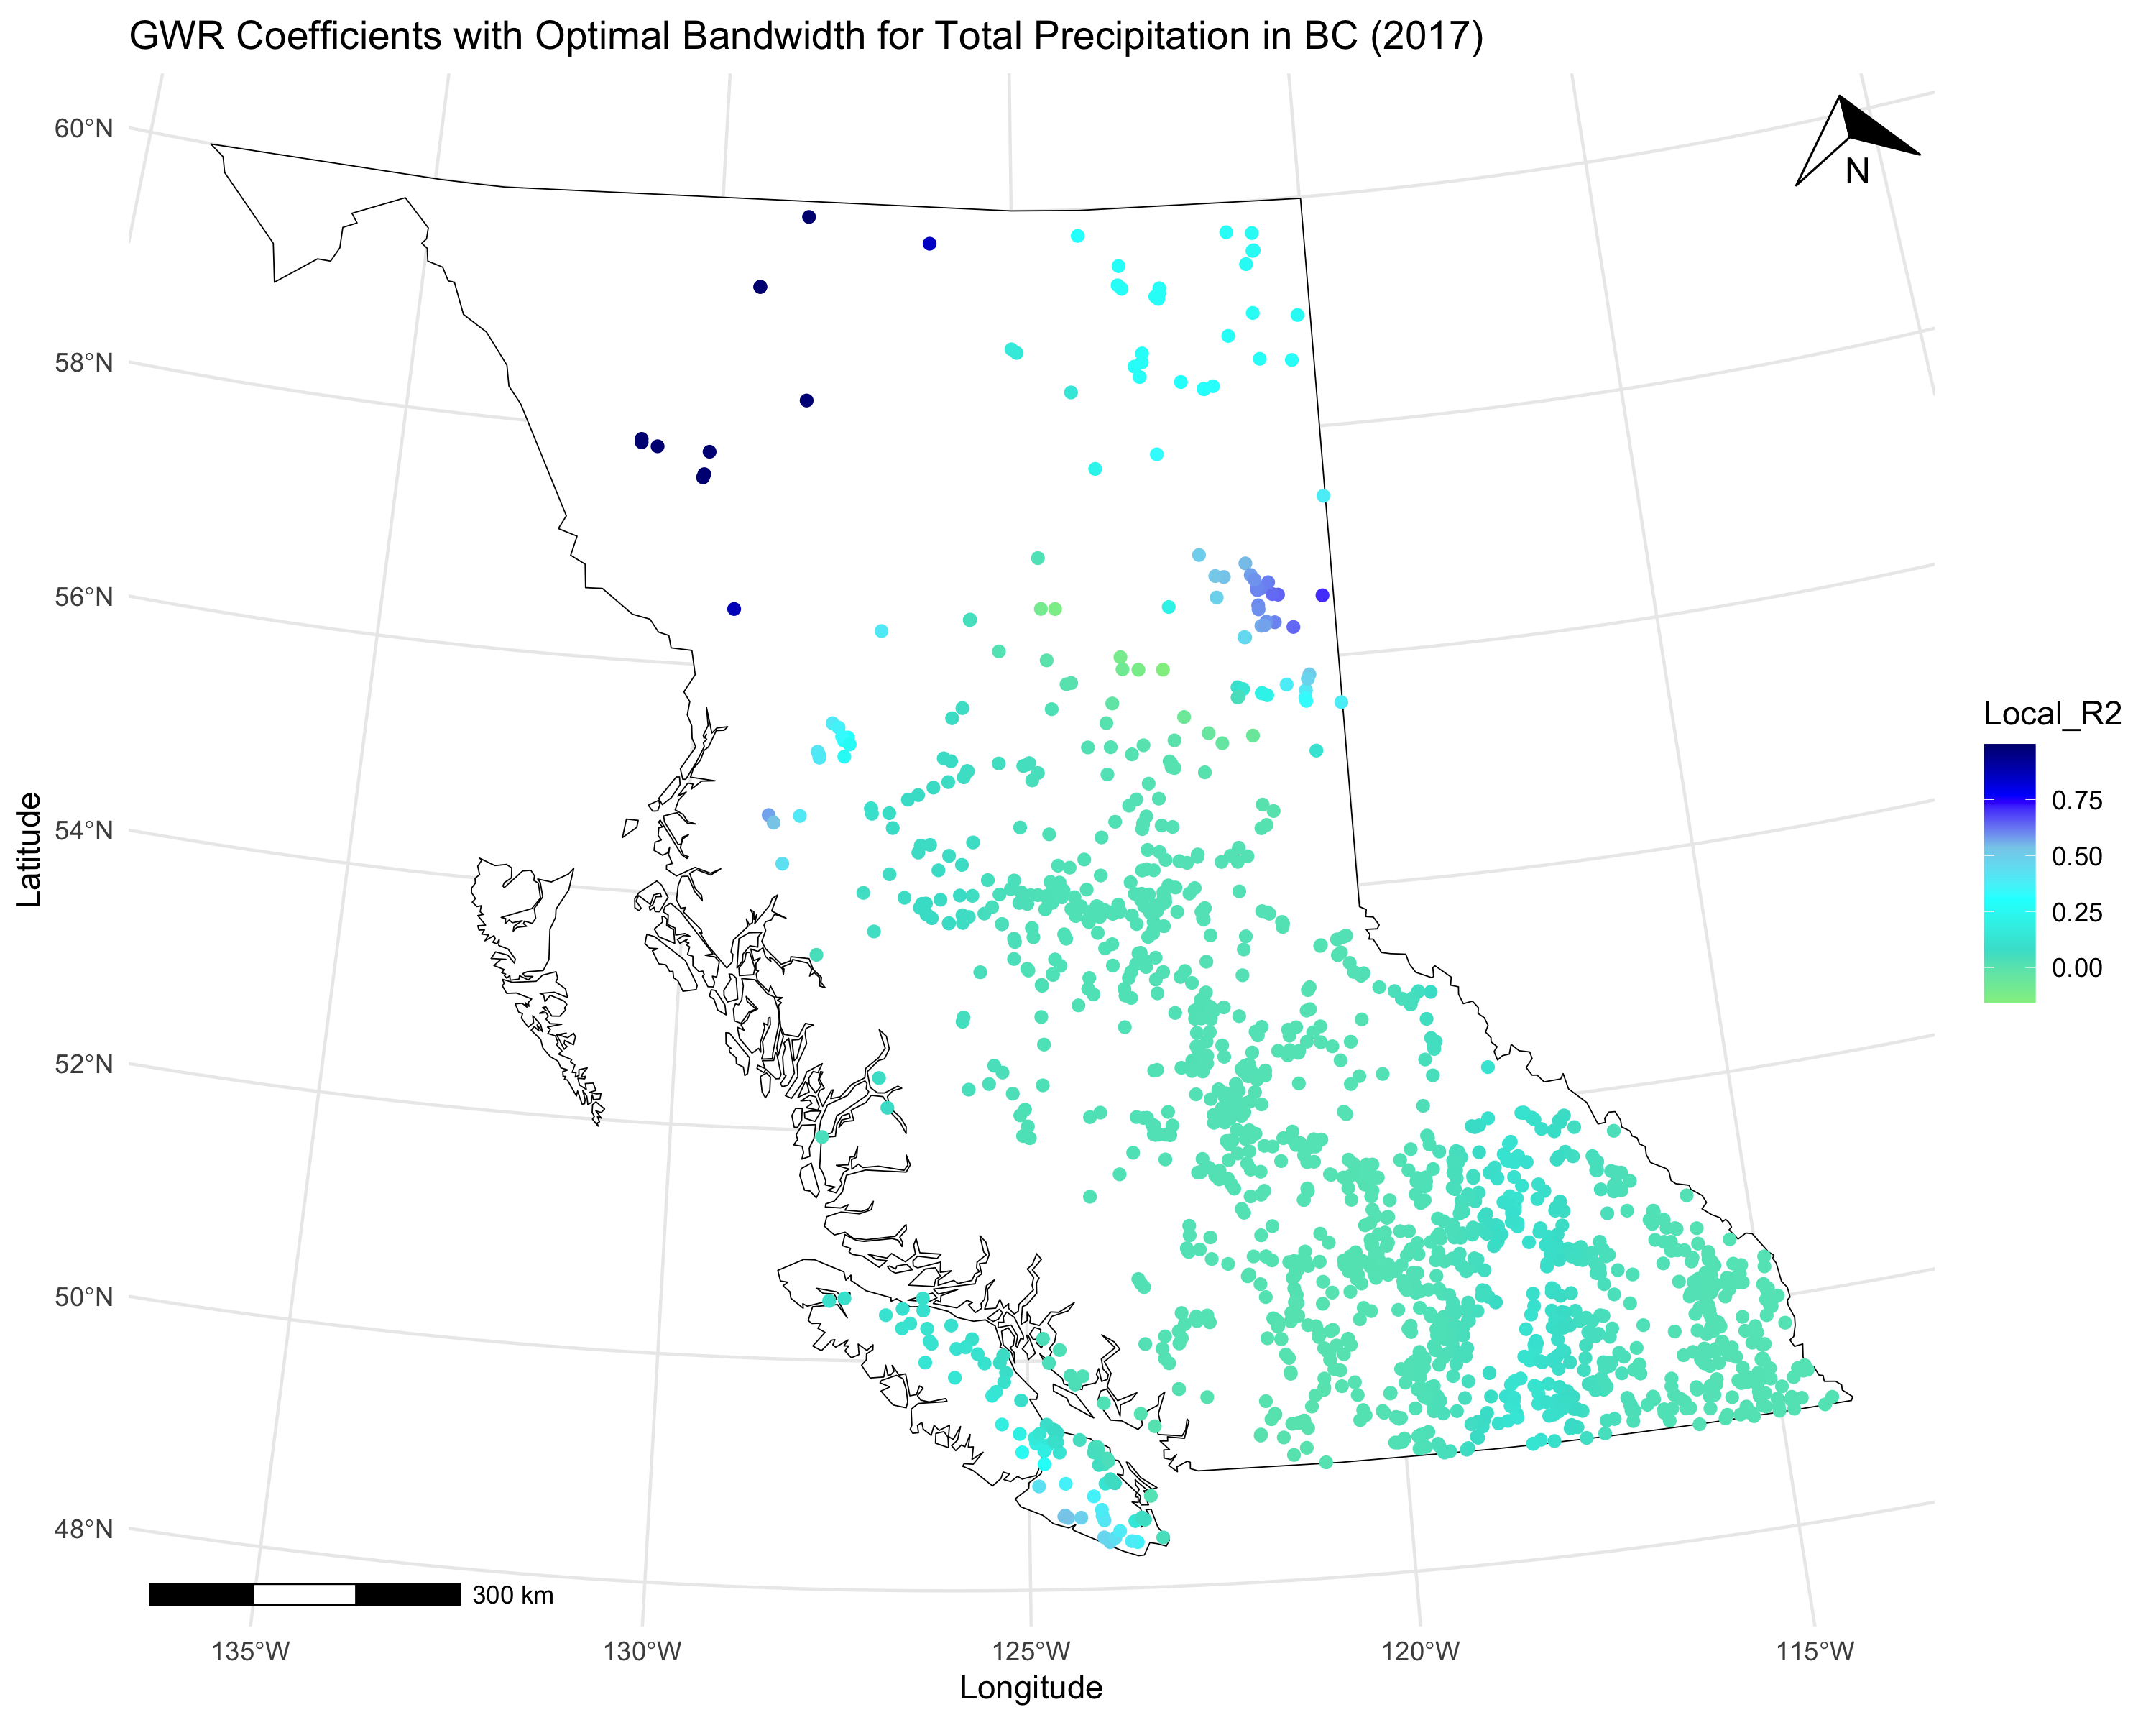 GWR Coefficients with Optimal Bandwidth for Total Precipitation in BC (2017)
N
60°N
58°N
56°N
54°N
52°N
50°N
48°N
Latitude
Local_R2
0.75
0.50
0.25
0.00
300 km
135°W
130°W
125°W
120°W
115°W
Longitude